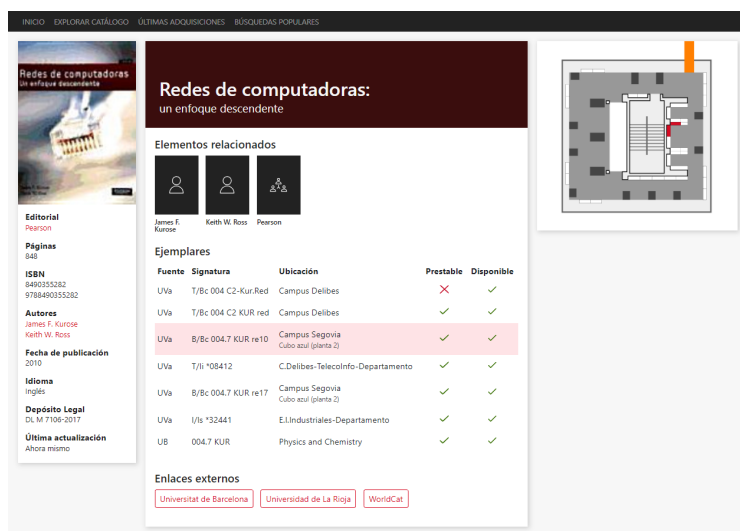 INICIO EXPLORAR CATÁLOGO ÚLTIMAS ADQUISICIONES BÚSQUEDAS POPULARES
Redes de computadoras
Un enfoque descendente
Editorial
Pearson
Páginas
848
ISBN
8490355282
9788490355282
Autores
James F. Kurose
Keith W. Ross
Fecha de publicación
2010
Idioma
Inglés
Depósito Legal
DL M 7106-2017
Última actualización
Ahora mismo
Redes de computadoras:
un enfoque descendente
Elementos relacionados
James F. Kurose
Keith W. Ross
Pearson
Ejemplares
Fuente Signatura Ubicación Prestable Disponible
UVa T/Bc 004 C2-Kur.Red Campus Delibes
UVa T/Bc 004 C2 KUR red Campus Delibes
UVa B/Bc 004.7 KUR re10 Campus Segovia
Cubo azul (planta 2)
UVa T/Ii *08412 C.Delibes-TelecoInfo-Departamento
UVa B/Bc 004.7 KUR re17 Campus Segovia
Cubo azul (planta 2)
UVa I/Is *32441 E.I.Industriales-Departamento
UB 004.7 KUR Physics and Chemistry
Enlaces externos
Universitat de Barcelona Universidad de La Rioja WorldCat